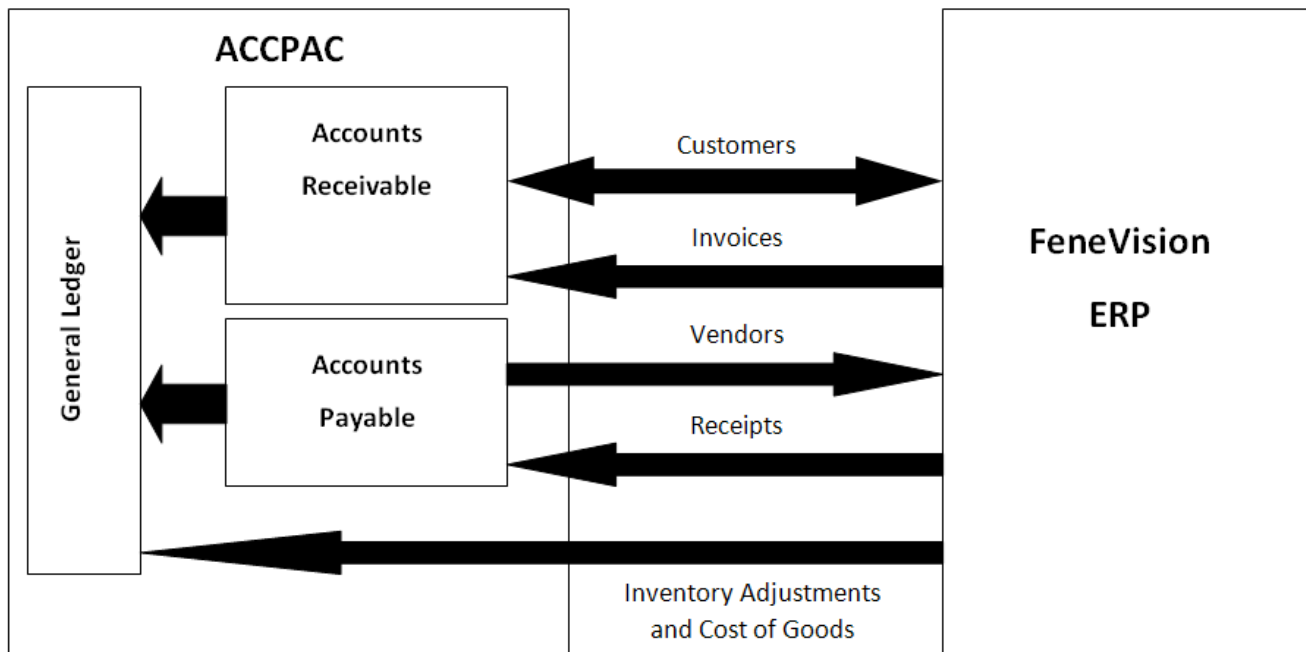 ACCPAC
General Ledger
Accounts
Receivable
Accounts
Payable
Customers
Invoices
Vendors
Receipts
Inventory Adjustments
and Cost of Goods
FeneVision
ERP